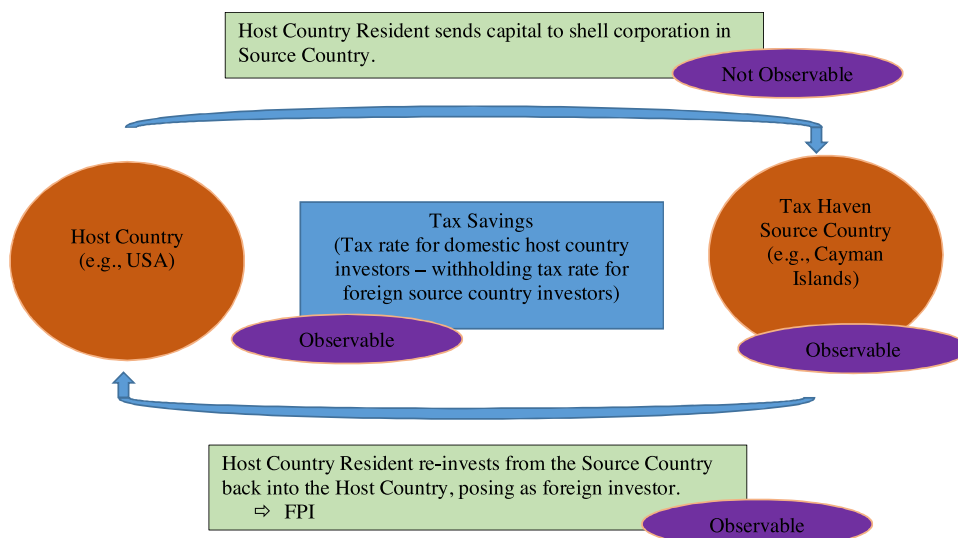 Host Country Resident sends capital to shell corporation in
Source Country.
Not Observable
Host Country
(e.g., USA)
Tax Savings
(Tax rate for domestic host country
investors – withholding tax rate for
foreign source country investors)
Observable
Tax Haven
Source Country
(e.g., Cayman
Islands)
Observable
Host Country Resident re-invests from the Source Country
back into the Host Country, posing as foreign investor.
⇨ FPI
Observable